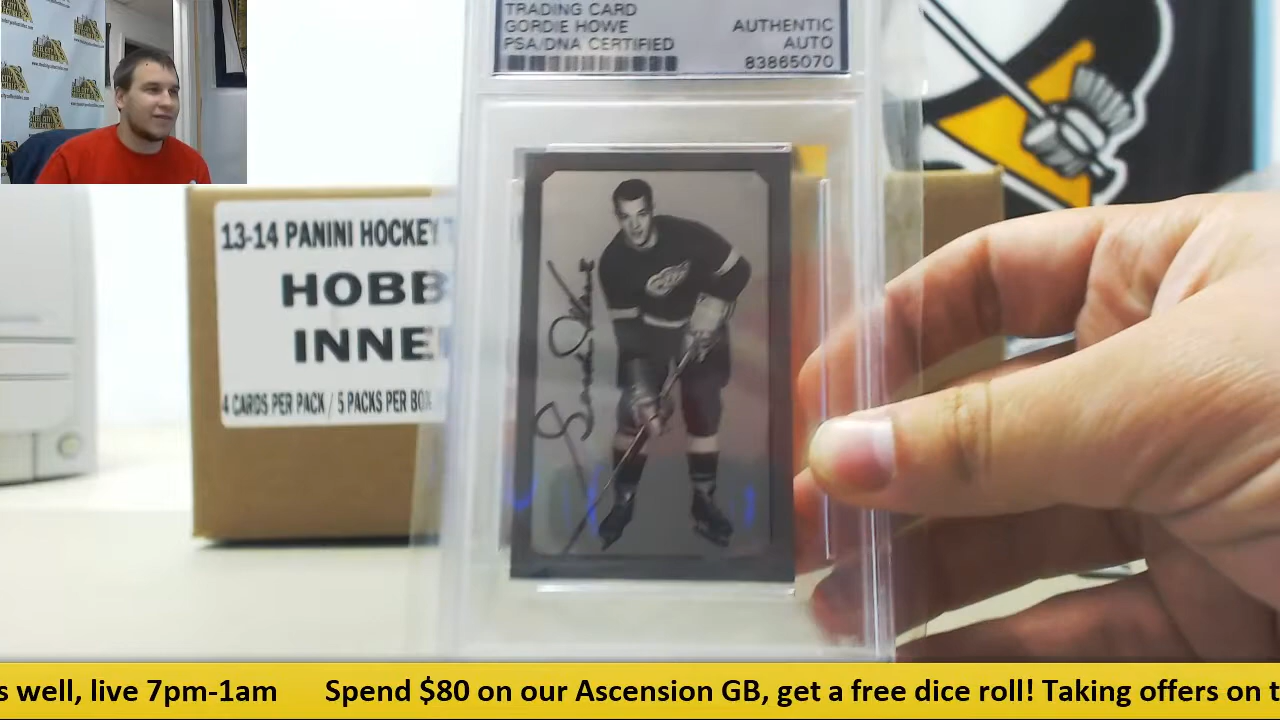 TRADING CARD
GORDIE HOWE
PSA/DNA CERTIFIED
AUTHENTIC
AUTO
83865070
13-14 PANINI HOCKEY
HOBB
INNE
4 CARDS PER PACK / 5 PACKS PER BOX
Gordie Howe
s well, live 7pm-1am Spend $80 on our Ascension GB, get a free dice roll! Taking offers on t